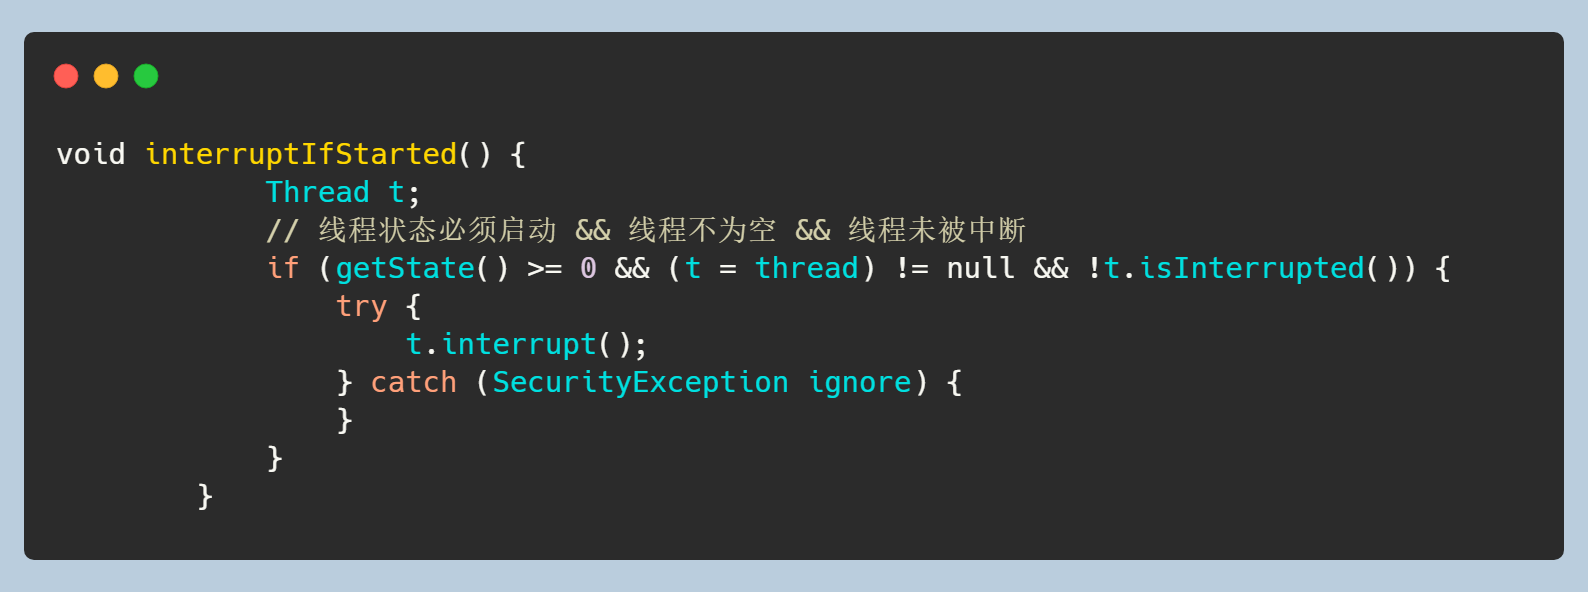 void interruptIfStarted() {
            Thread t;
            // 线程状态必须启动 && 线程不为空 && 线程未被中断
            if (getState() >= 0 && (t = thread) != null && !t.isInterrupted()) {
                try {
                    t.interrupt();
                } catch (SecurityException ignore) {
                }
            }
        }